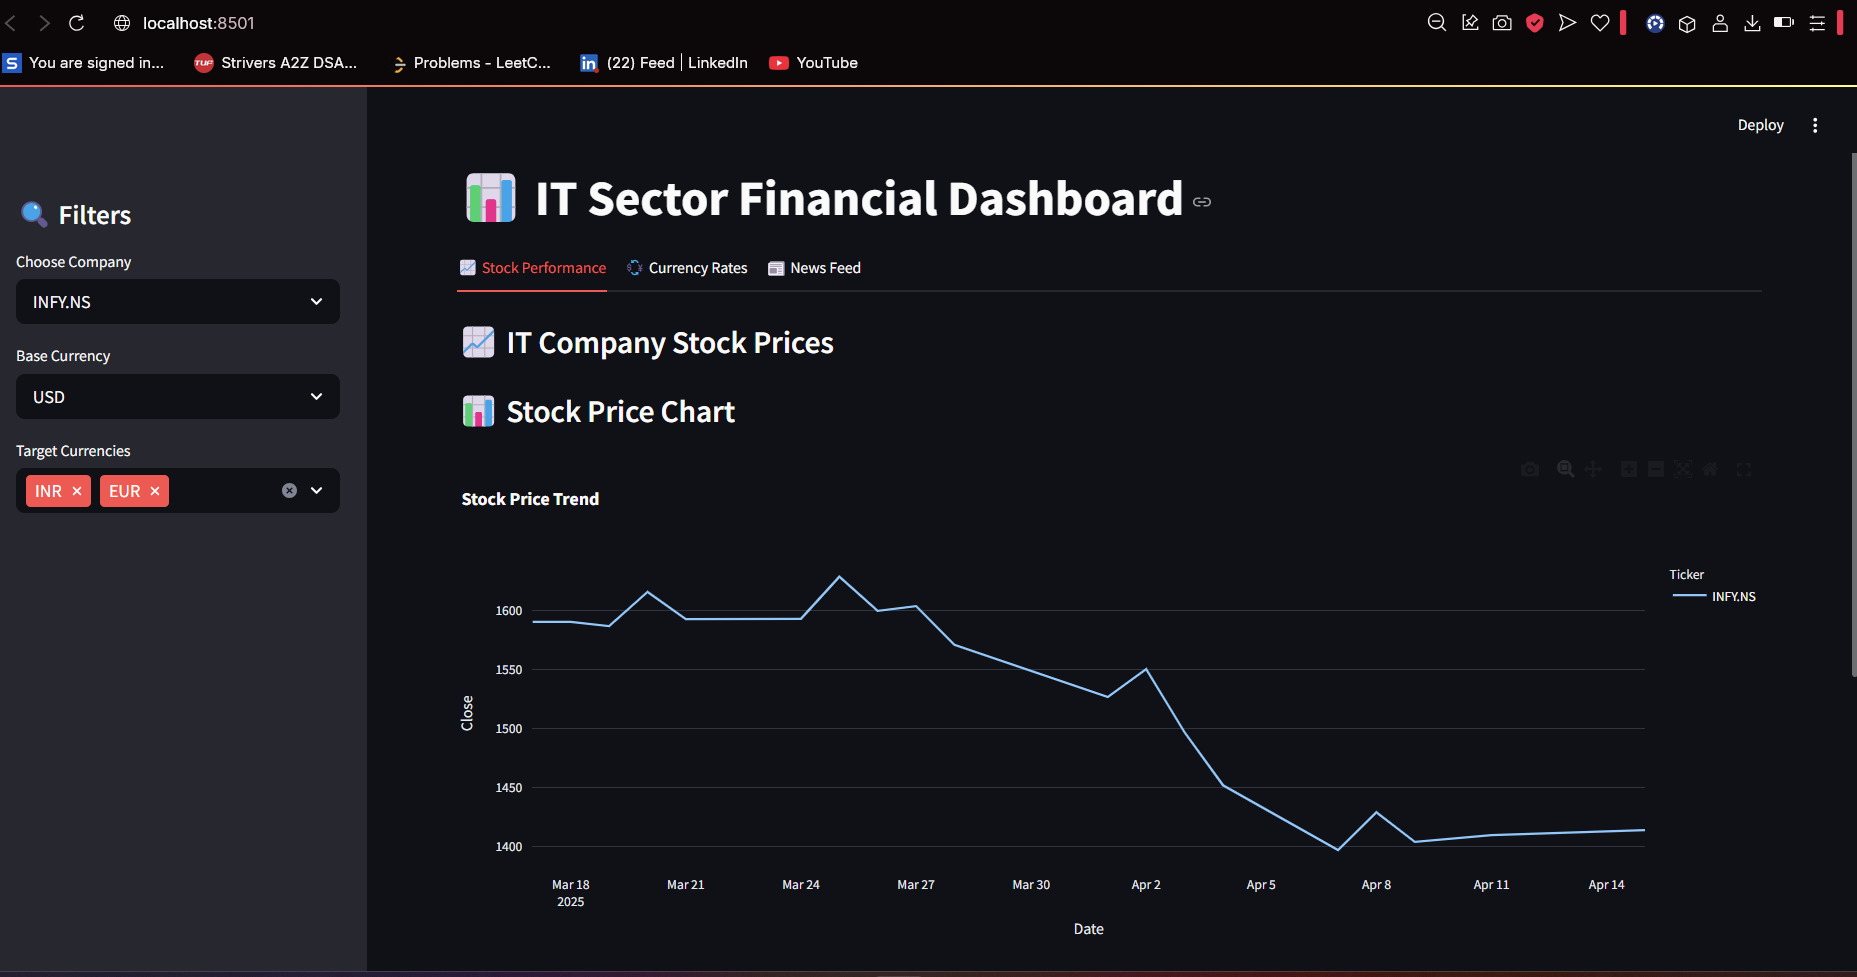 localhost:8501
You are signed in...
TUF
Strivers A2Z DSA...
Problems - LeetC...
(22) Feed | LinkedIn
YouTube
Deploy
Filters
Choose Company
INFY.NS
Base Currency
USD
Target Currencies
INR
EUR
IT Sector Financial Dashboard
Stock Performance
Currency Rates
News Feed
IT Company Stock Prices
Stock Price Chart
Stock Price Trend
Ticker
INFY.NS
1600
1550
1500
1450
1400
Close
Mar 18
2025
Mar 21
Mar 24
Mar 27
Mar 30
Apr 2
Apr 5
Apr 8
Apr 11
Apr 14
Date